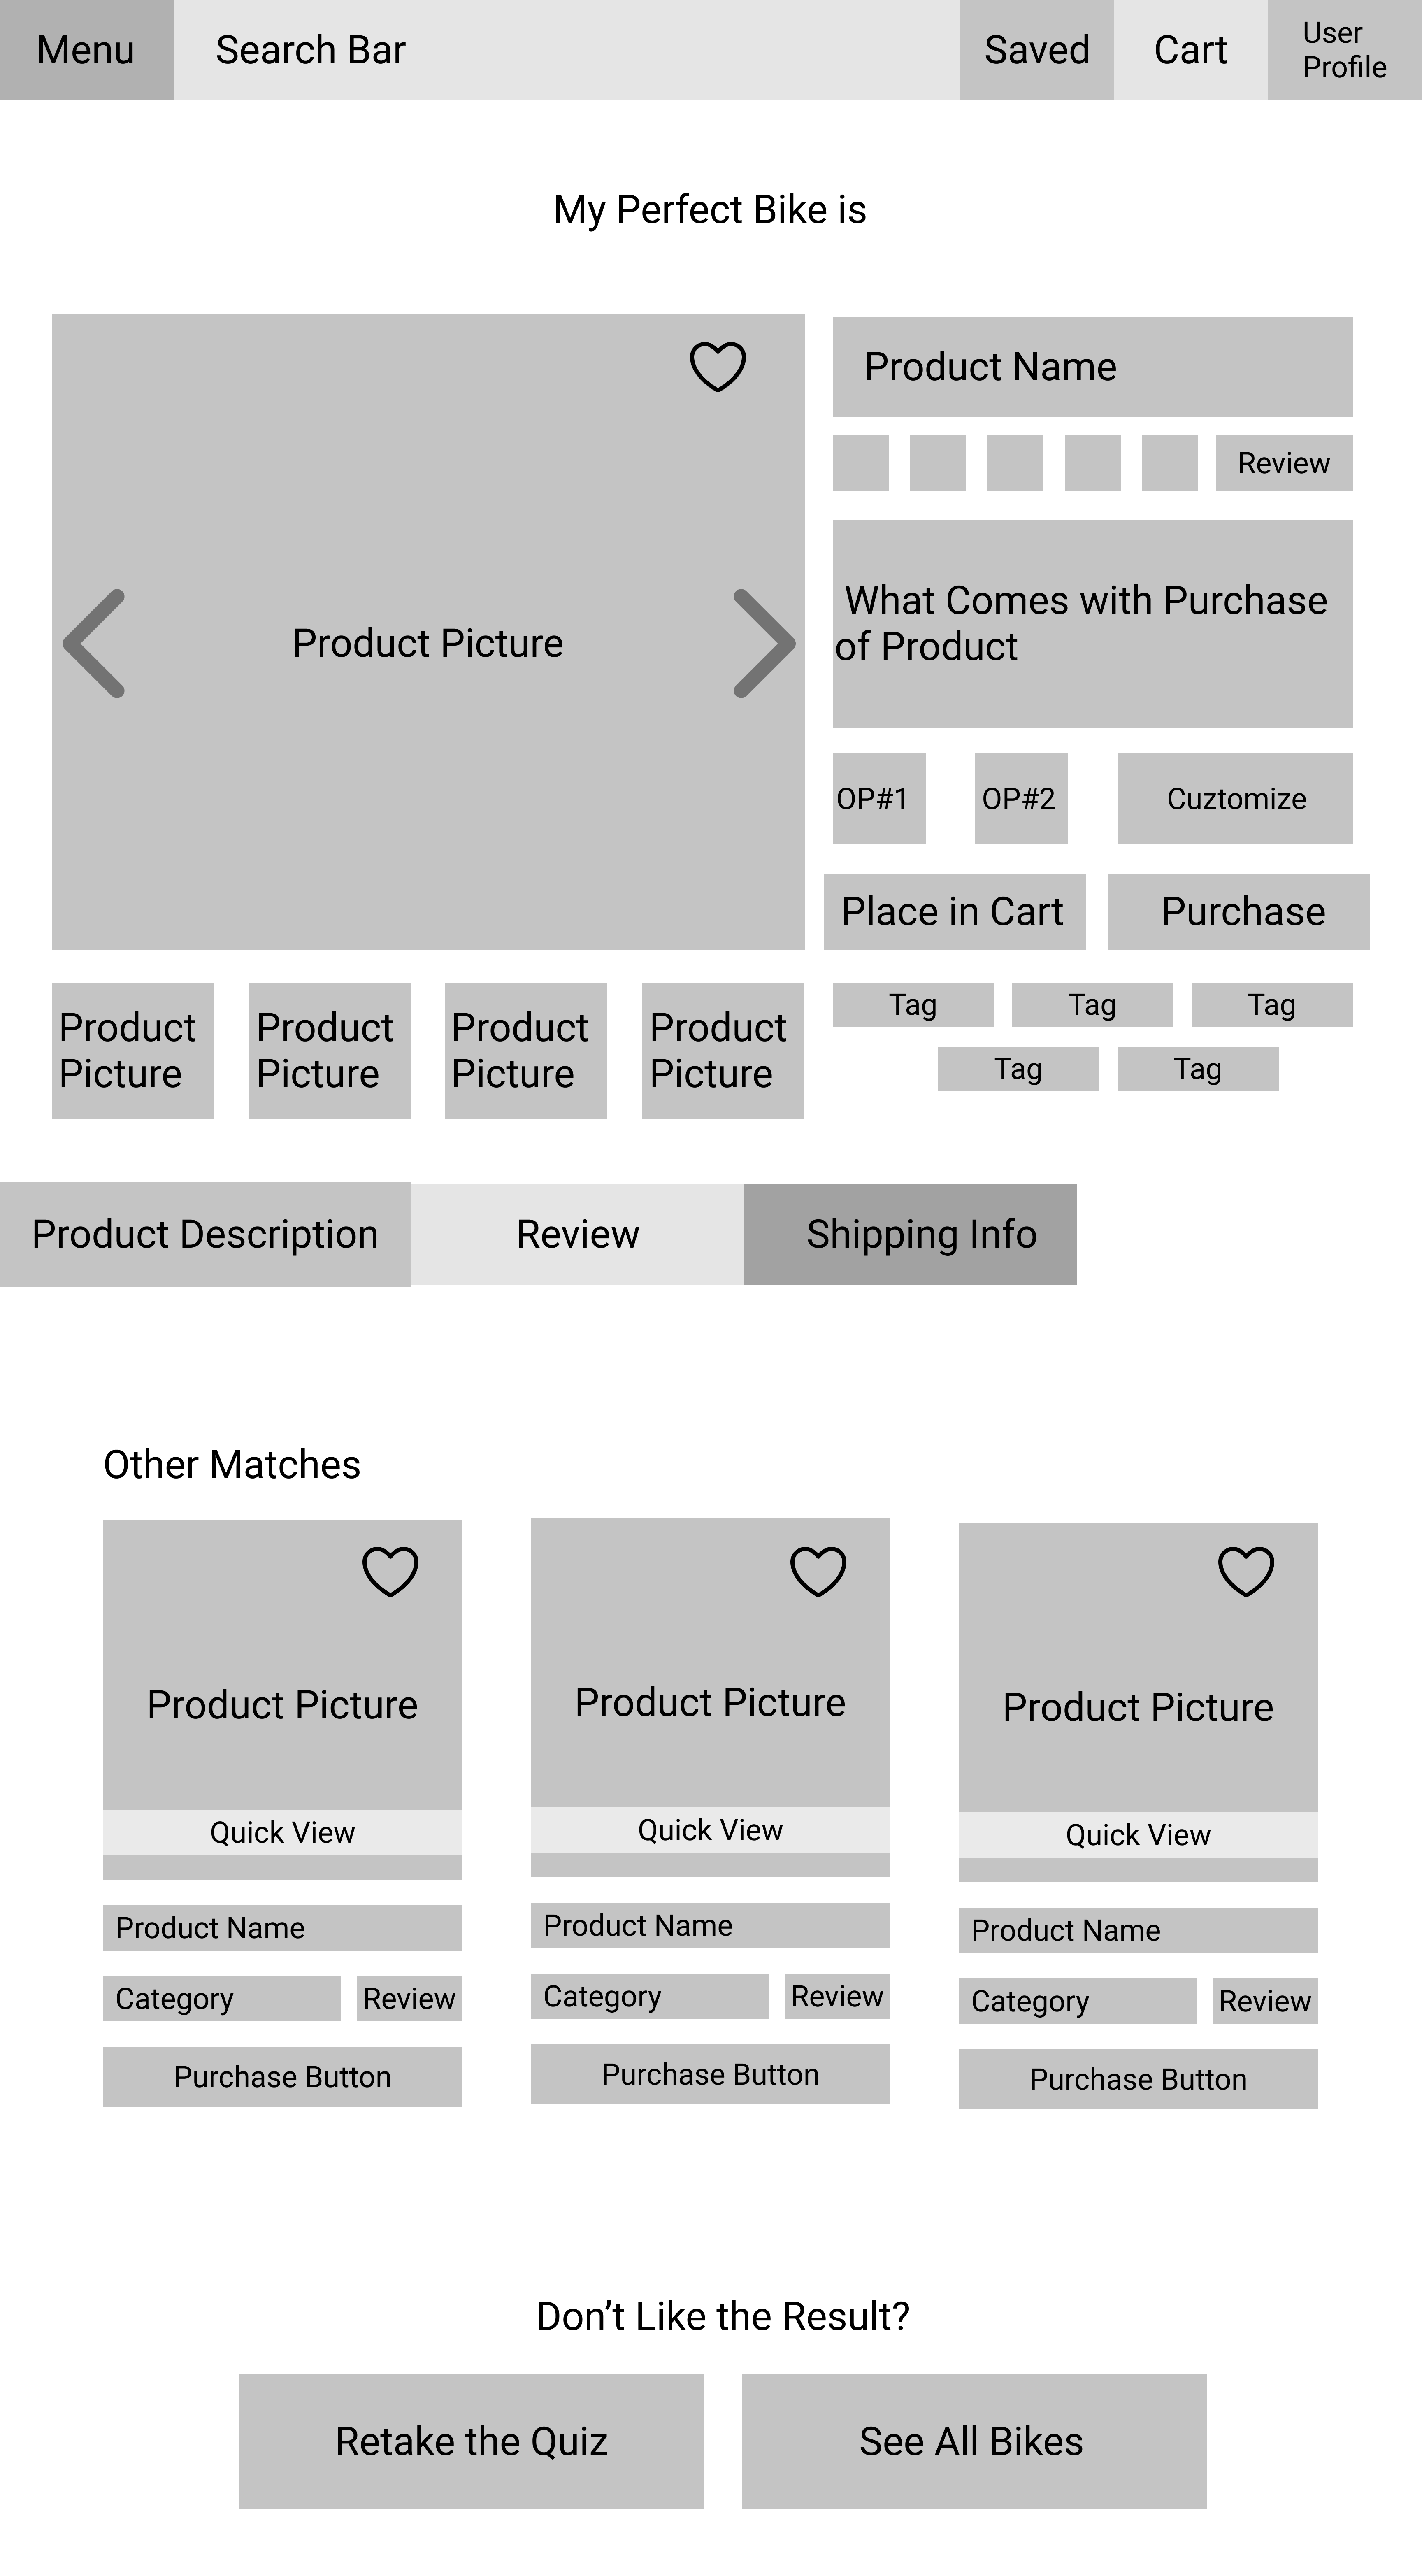 Menu
Search Bar
Saved
Cart
User
Profile
My Perfect Bike is
Product Picture
Product Name
Review
What Comes with Purchase
of Product
OP#1
OP#2
Cuztomize
Place in Cart
Purchase
Product
Picture
Product
Picture
Product
Picture
Product
Picture
Tag
Tag
Tag
Tag
Tag
Product Description
Review
Shipping Info
Other Matches
Product Picture
Quick View
Product Name
Category
Review
Purchase Button
Product Picture
Quick View
Product Name
Category
Review
Purchase Button
Product Picture
Quick View
Product Name
Category
Review
Purchase Button
Don’t Like the Result?
Retake the Quiz
See All Bikes